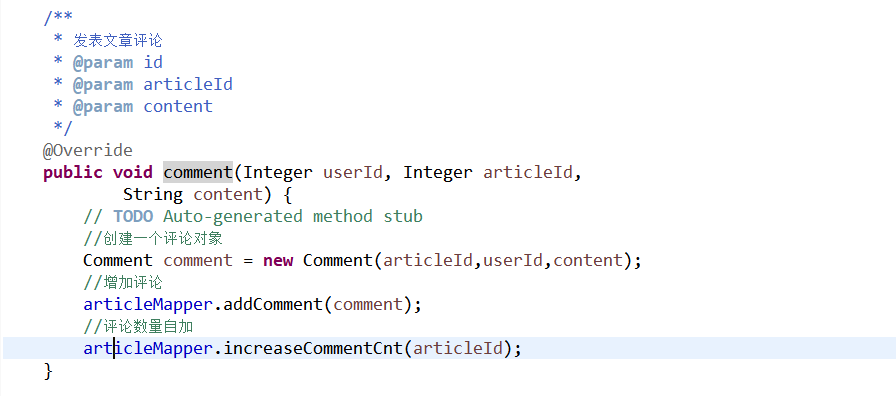 /**
 * 发表文章评论
 * @param id
 * @param articleId
 * @param content
 */
@Override
public void comment(Integer userId, Integer articleId,
        String content) {
    // TODO Auto-generated method stub
    //创建一个评论对象
    Comment comment = new Comment(articleId,userId,content);
    //增加评论
    articleMapper.addComment(comment);
    //评论数量自加
    articleMapper.increaseCommentCnt(articleId);
}